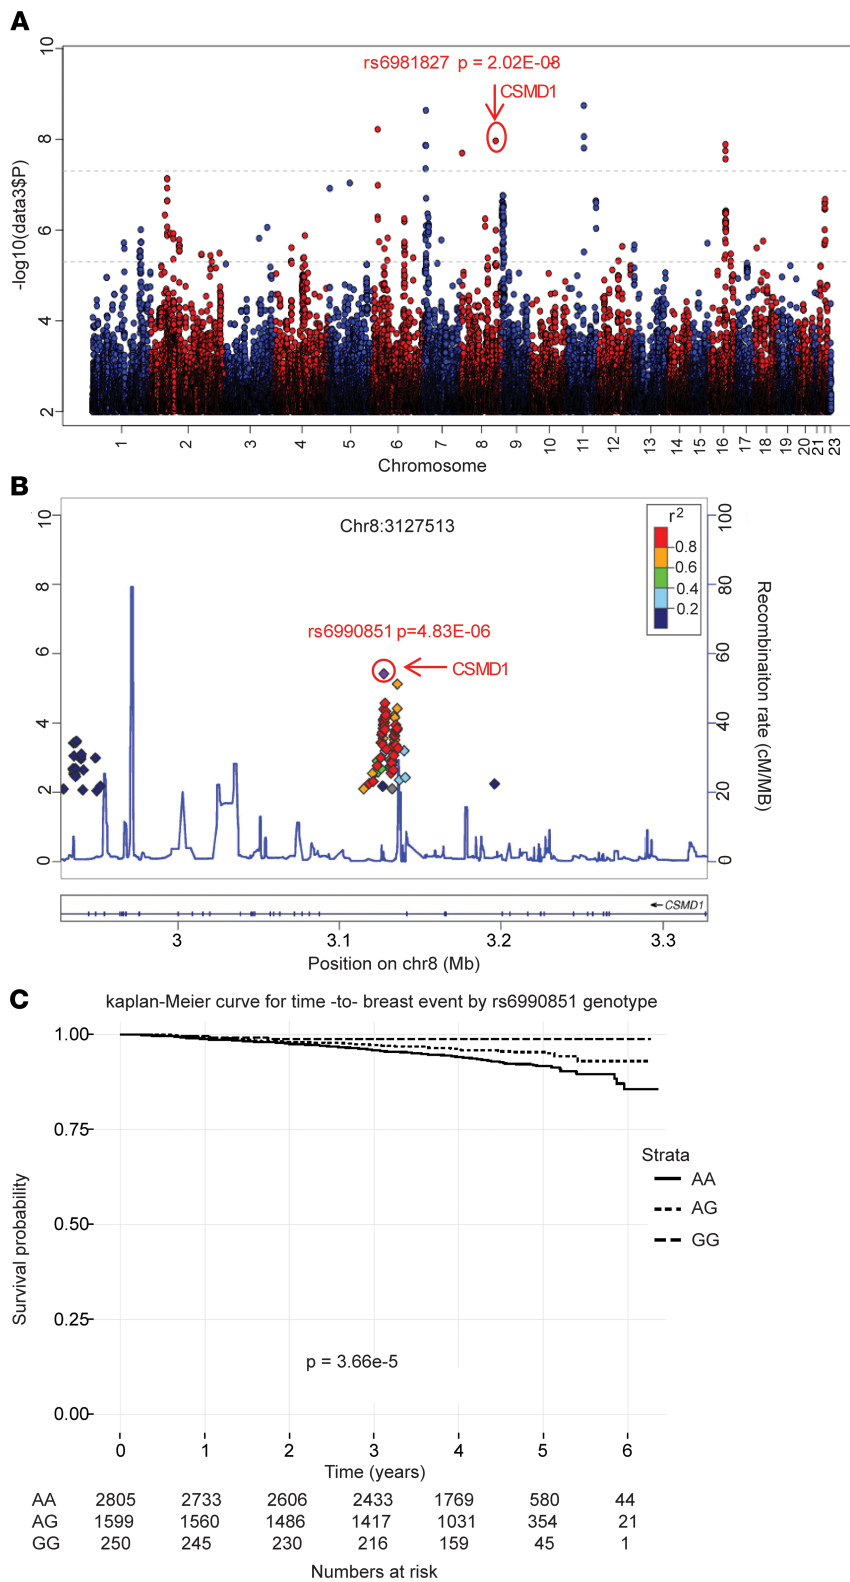 A
rs6981827 p = 2.02E-08
CSMD1
-log10(data3$P)
10
8
6
4
2
1 2 3 4 5 6 7 8 9 10 11 12 13 14 15 16 17 18 19 20 21 23
Chromosome
B
Chr8:3127513
r2
0.8
0.6
0.4
0.2
rs6990851 p=4.83E-06
CSMD1
10
8
6
4
2
0
100
80
60
40
20
0
Recombinaiton rate (cM/MB)
←CSMD1
3 3.1 3.2 3.3
Position on chr8 (Mb)
C
kaplan-Meier curve for time -to- breast event by rs6990851 genotype
Survival probability
1.00
0.75
0.50
0.25
0.00
Strata
AA
AG
GG
p = 3.66e-5
0 1 2 3 4 5 6
Time (years)
AA 2805 2733 2606 2433 1769 580 44
AG 1599 1560 1486 1417 1031 354 21
GG 250 245 230 216 159 45 1
Numbers at risk